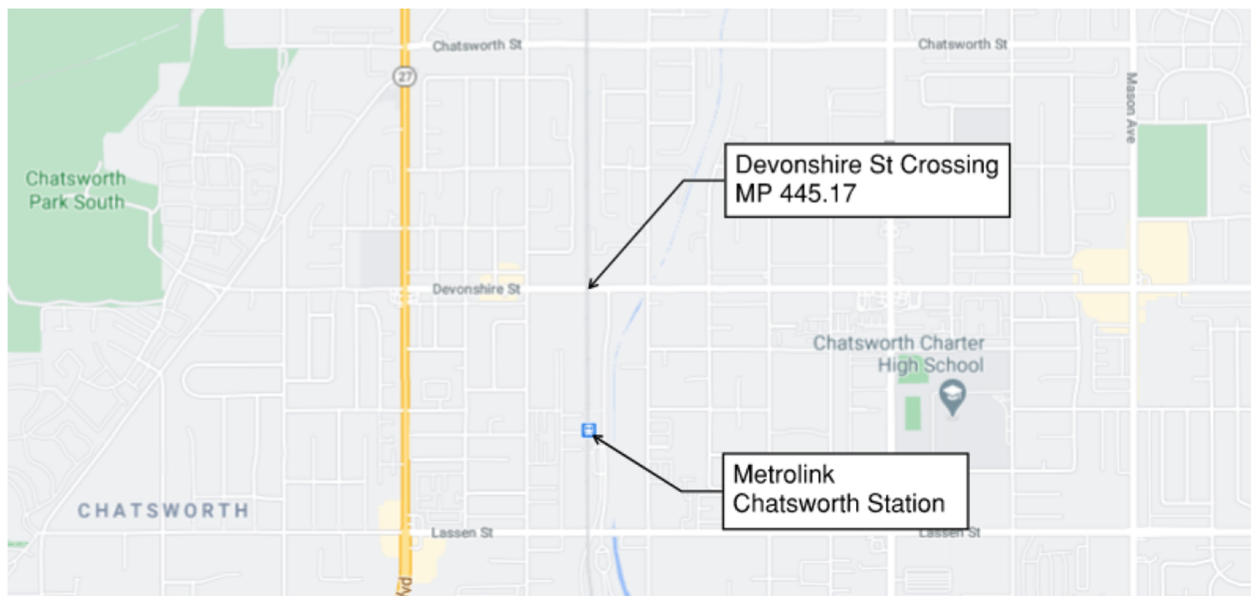 Chatsworth St
Chatsworth St
27
Mason Ave
Devonshire St Crossing
MP 445.17
Chatsworth
Park South
Devonshire St
Chatsworth Charter
High School
Metrolink
Chatsworth Station
CHATSWORTH
Lassen St
Lassen St